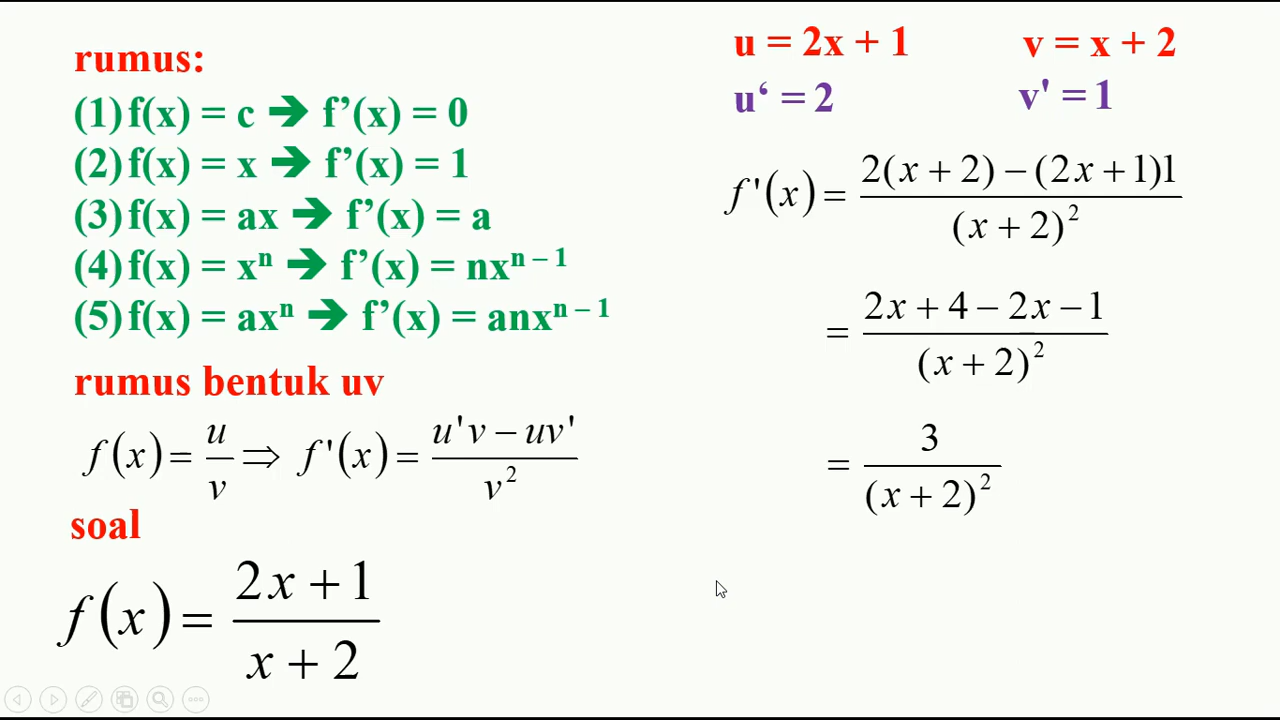 rumus:
(1) f(x) = c ➔ f’(x) = 0
(2) f(x) = x ➔ f’(x) = 1
(3) f(x) = ax ➔ f’(x) = a
(4) f(x) = xⁿ ➔ f’(x) = nxⁿ ⁻ ¹
(5) f(x) = axⁿ ➔ f’(x) = anxⁿ ⁻ ¹
rumus bentuk uv
f(x) = u/v ⇒ f'(x) = (u'v − uv')/v²
soal
f(x) = (2x + 1)/(x + 2)
u = 2x + 1 v = x + 2
u‘ = 2 v' = 1
f'(x) = (2(x + 2) − (2x + 1)1)/(x + 2)²
= (2x + 4 − 2x − 1)/(x + 2)²
= 3/(x + 2)²